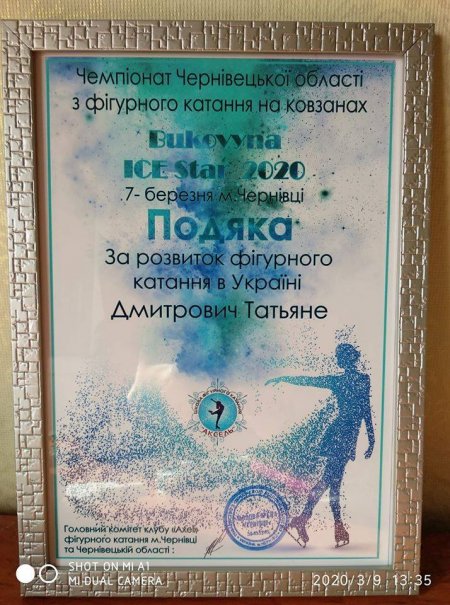 Чемпіонат Чернівецької області
з фігурного катання на ковзанах
Bukovyna
ICE Star 2020
7- березня м.Чернівці
Подяка
За розвиток фігурного
катання в Україні
Дмитрович Татьяне
АКСЕЛЬ
Головний комітет клубу «Axel»
фігурного катання м.Чернівці
та Чернівецькій області :
SHOT ON MI A1
MI DUAL CAMERA
2020/3/9 13:35